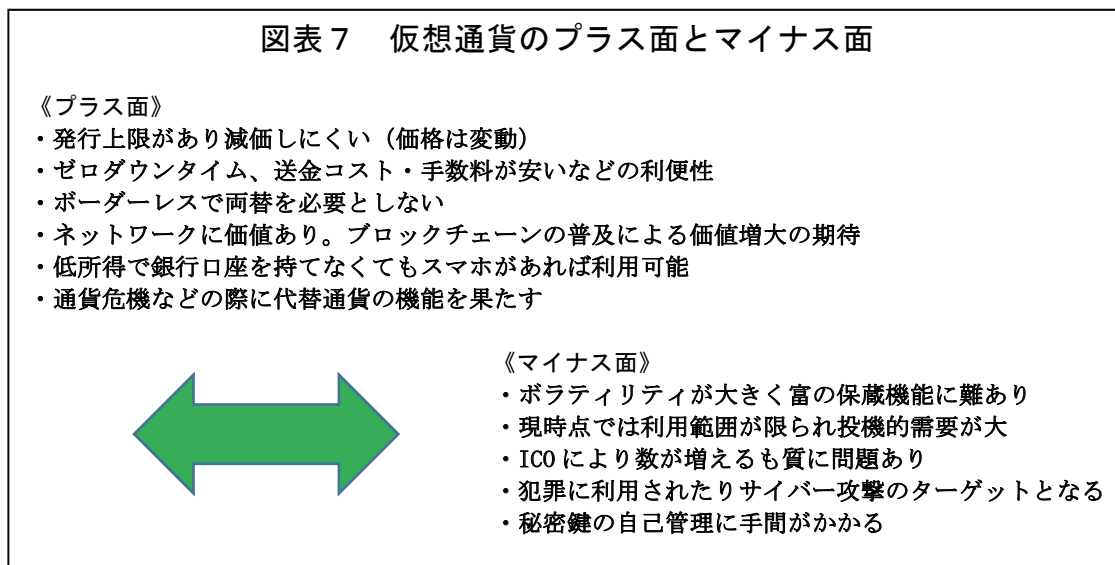 図表７　仮想通貨のプラス面とマイナス面
《プラス面》
・発行上限があり減価しにくい（価格は変動）
・ゼロダウンタイム、送金コスト・手数料が安いなどの利便性
・ボーダーレスで両替を必要としない
・ネットワークに価値あり。ブロックチェーンの普及による価値増大の期待
・低所得で銀行口座を持てなくてもスマホがあれば利用可能
・通貨危機などの際に代替通貨の機能を果たす
《マイナス面》
・ボラティリティが大きく富の保蔵機能に難あり
・現時点では利用範囲が限られ投機的需要が大
・ICO により数が増えるも質に問題あり
・犯罪に利用されたりサイバー攻撃のターゲットとなる
・秘密鍵の自己管理に手間がかかる